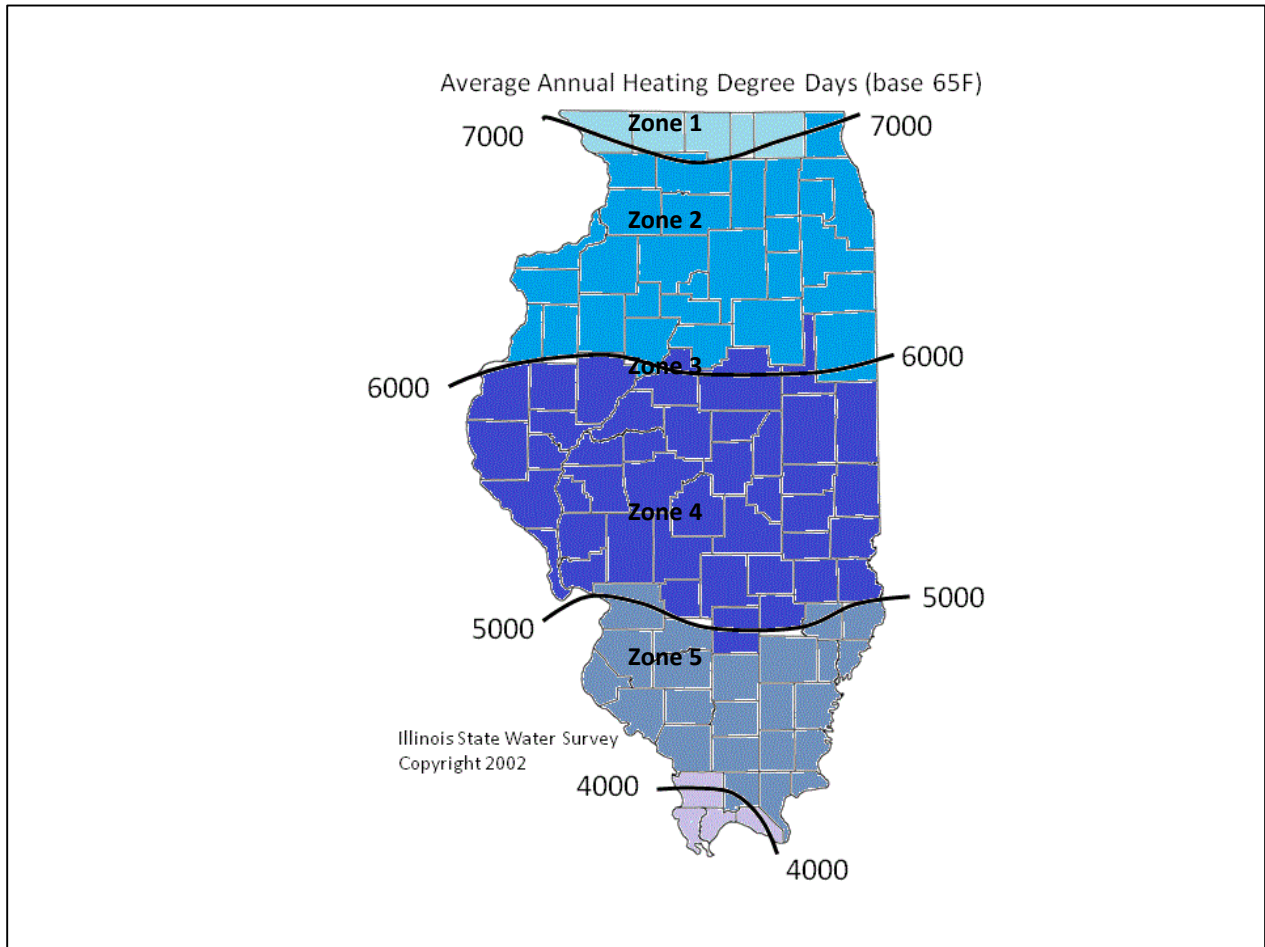 Average Annual Heating Degree Days (base 65F)
7000
Zone 1
7000
Zone 2
6000
Zone 3
6000
Zone 4
5000
5000
Zone 5
Illinois State Water Survey
Copyright 2002
4000
4000